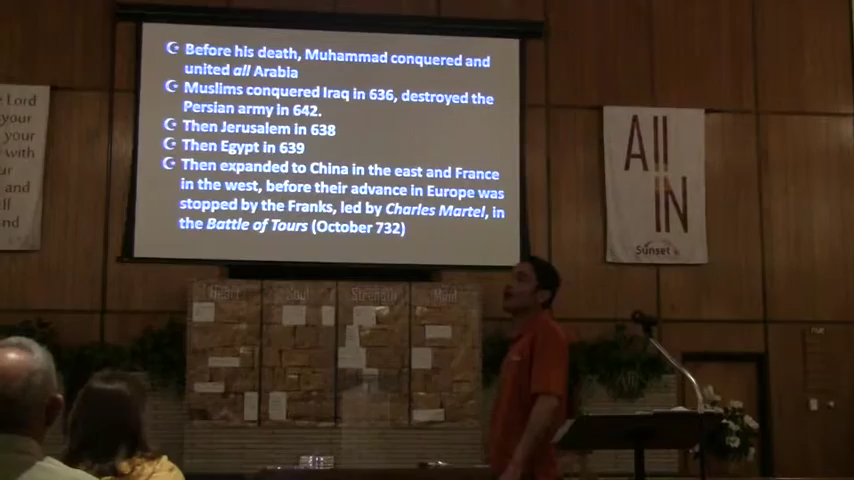 Before his death, Muhammad conquered and
united all Arabia
Muslims conquered Iraq in 636, destroyed the
Persian army in 642.
Then Jerusalem in 638
Then Egypt in 639
Then expanded to China in the east and France
in the west, before their advance in Europe was
stopped by the Franks, led by Charles Martel, in
the Battle of Tours (October 732)
Lord
your
your
with
and
All
IN
Sunset
Heart
Soul
Strength
Mind